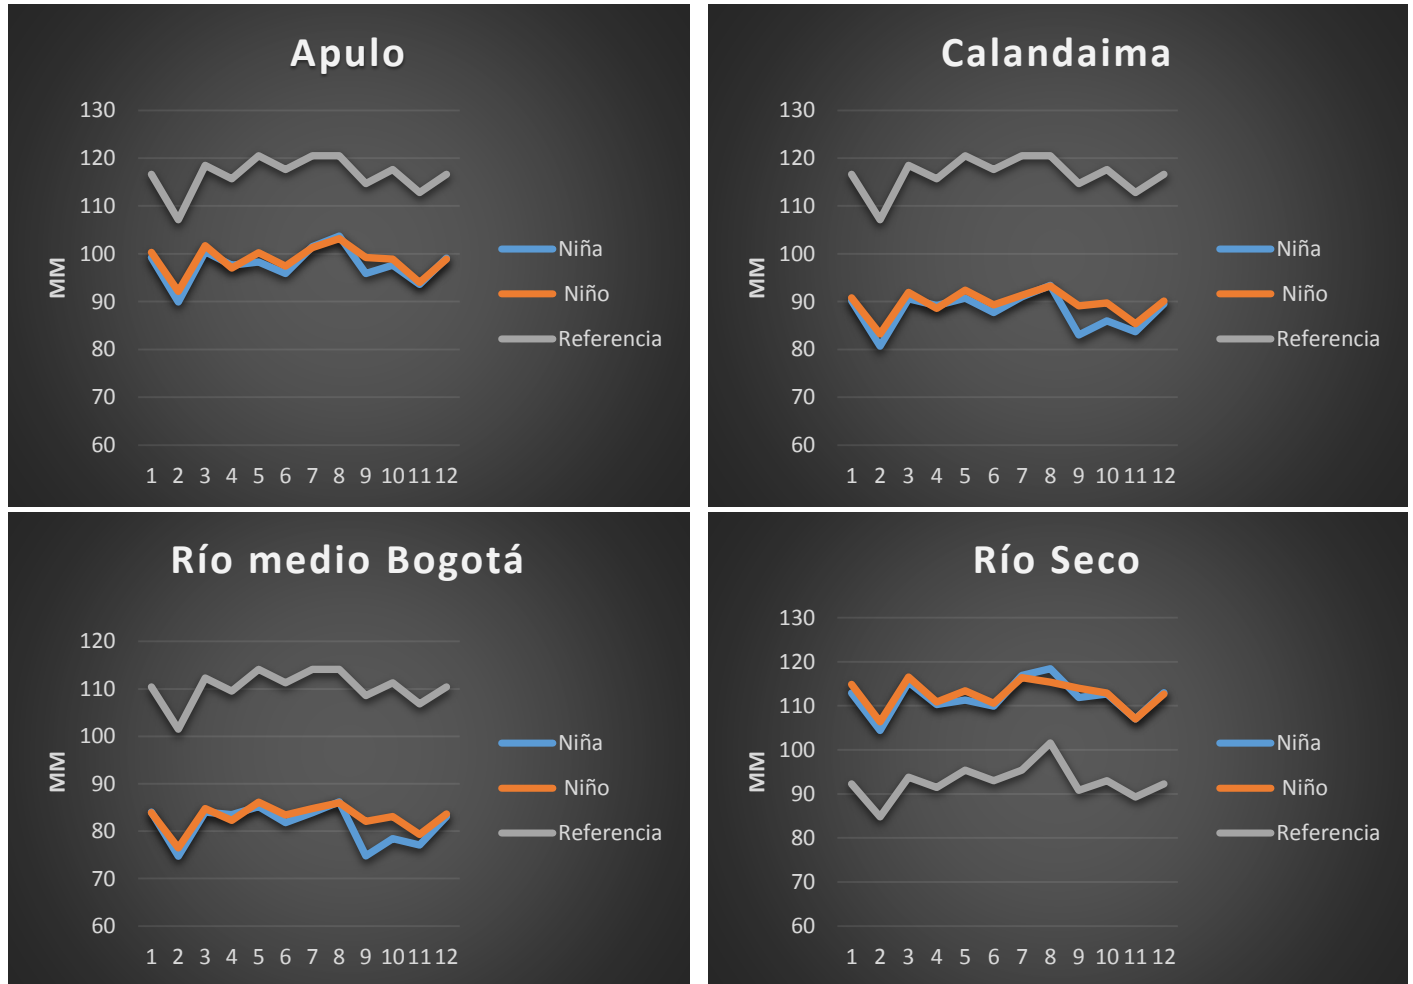 Apulo
130
120
110
100
90
80
70
60
MM
1 2 3 4 5 6 7 8 9 10 11 12
Niña
Niño
Referencia
Calandaima
130
120
110
100
90
80
70
60
MM
1 2 3 4 5 6 7 8 9 10 11 12
Niña
Niño
Referencia
Río medio Bogotá
120
110
100
90
80
70
60
MM
1 2 3 4 5 6 7 8 9 10 11 12
Niña
Niño
Referencia
Río Seco
130
120
110
100
90
80
70
60
MM
1 2 3 4 5 6 7 8 9 10 11 12
Niña
Niño
Referencia